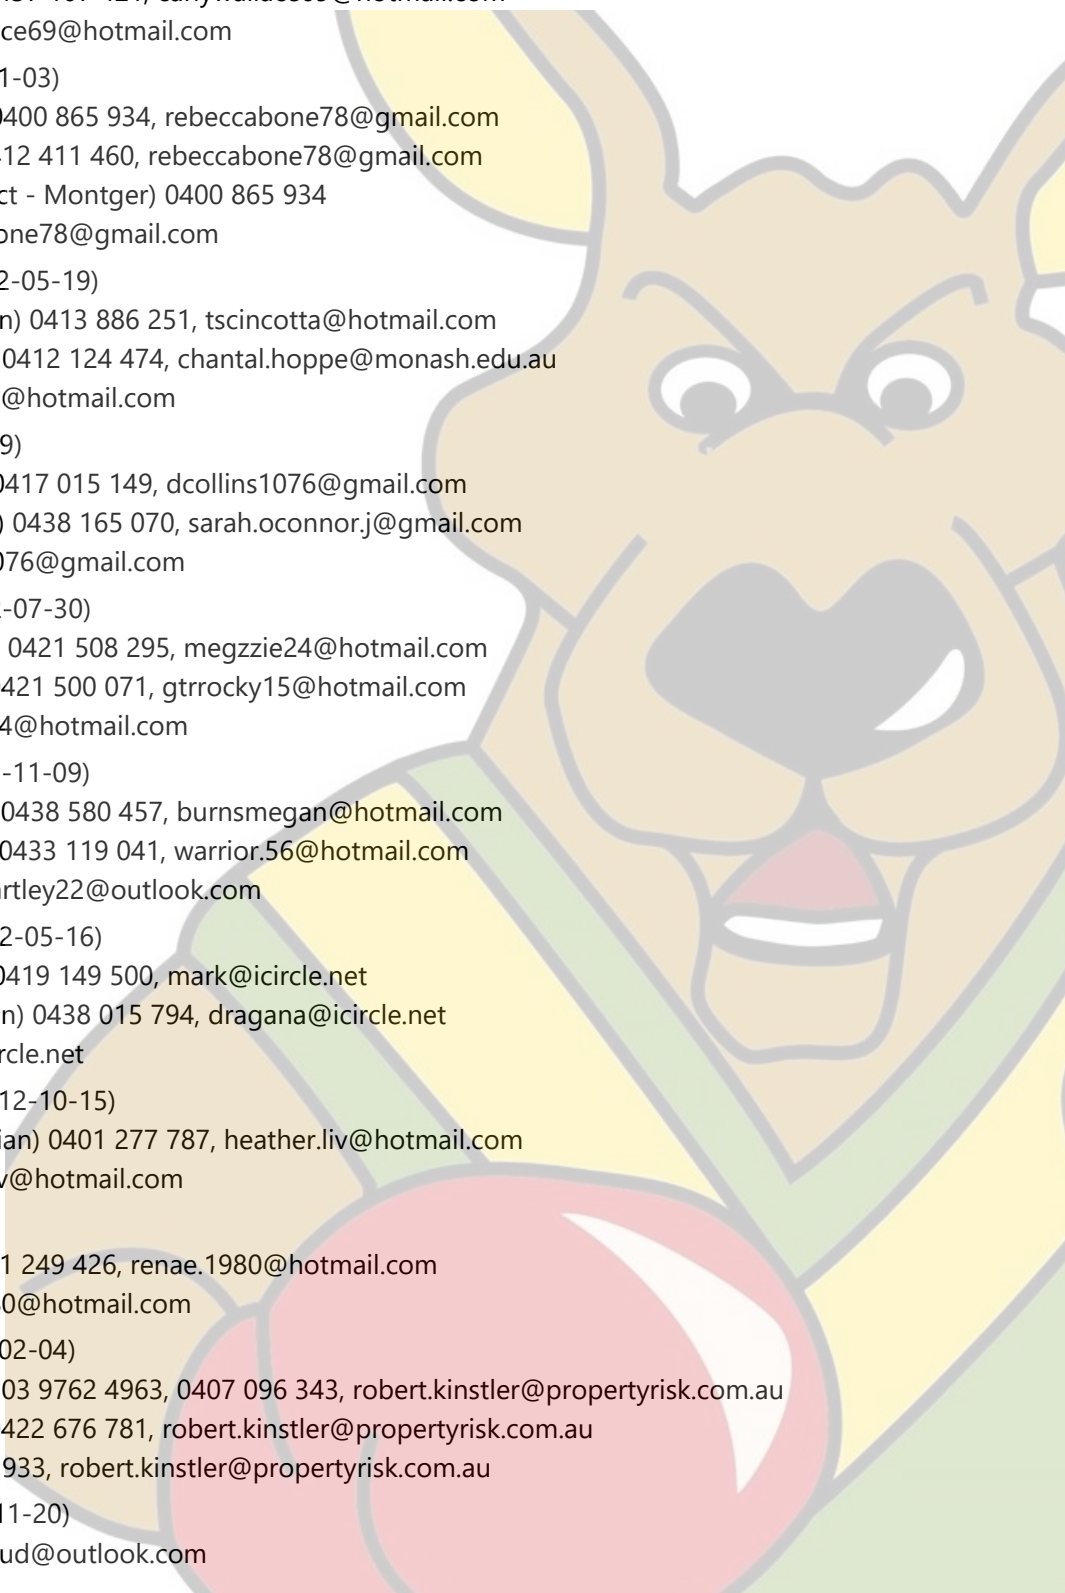 ce69@hotmail.com
1-03)
0400 865 934, rebeccabone78@gmail.com
12 411 460, rebeccabone78@gmail.com
ct - Montger) 0400 865 934
one78@gmail.com
2-05-19)
n) 0413 886 251, tscincotta@hotmail.com
0412 124 474, chantal.hoppe@monash.edu.au
@hotmail.com
9)
0417 015 149, dcollins1076@gmail.com
) 0438 165 070, sarah.oconnor.j@gmail.com
076@gmail.com
-07-30)
0421 508 295, megzzie24@hotmail.com
421 500 071, gtrrocky15@hotmail.com
4@hotmail.com
-11-09)
0438 580 457, burnsmegan@hotmail.com
0433 119 041, warrior.56@hotmail.com
artley22@outlook.com
2-05-16)
0419 149 500, mark@icircle.net
n) 0438 015 794, dragana@icircle.net
rcle.net
12-10-15)
ian) 0401 277 787, heather.liv@hotmail.com
v@hotmail.com
1 249 426, renae.1980@hotmail.com
0@hotmail.com
02-04)
03 9762 4963, 0407 096 343, robert.kinstler@propertyrisk.com.au
422 676 781, robert.kinstler@propertyrisk.com.au
933, robert.kinstler@propertyrisk.com.au
11-20)
ud@outlook.com